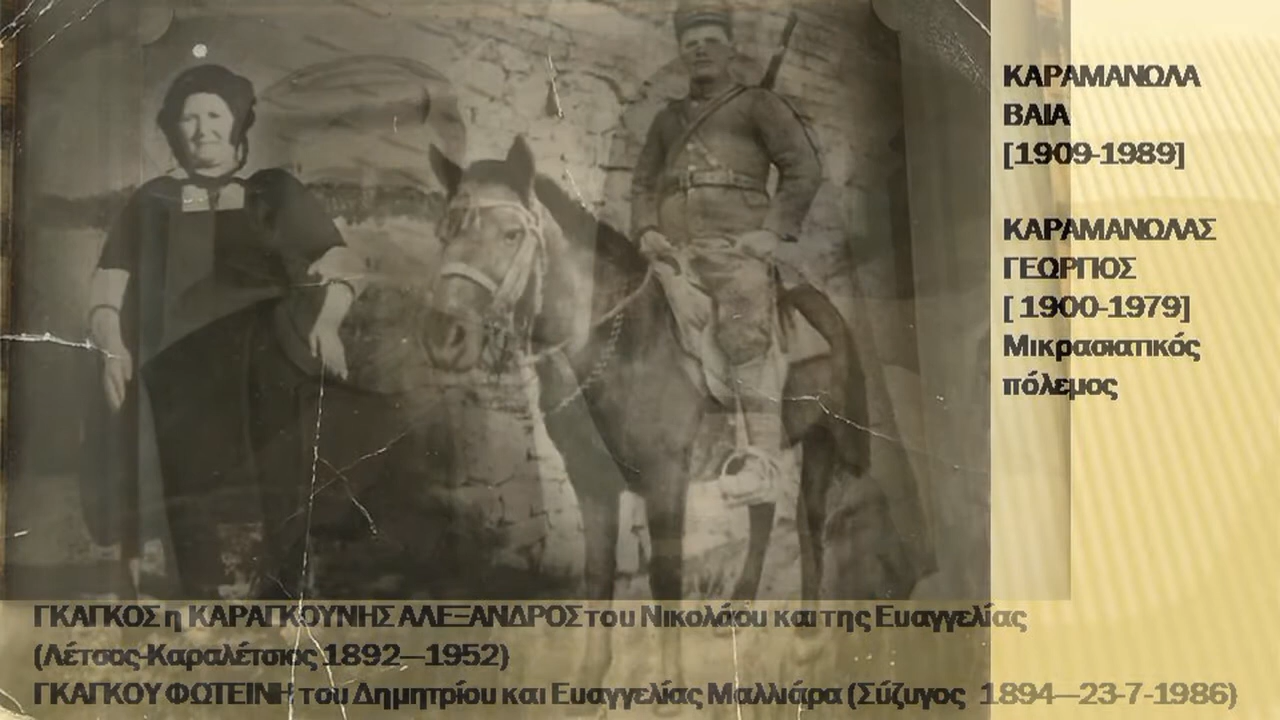 ΚΑΡΑΜΑΝΩΛΑ
ΒΑΙΑ
[1909-1989]
ΚΑΡΑΜΑΝΩΛΑΣ
ΓΕΩΡΓΙΟΣ
[ 1900-1979]
Μικρασιατικός
πόλεμος
ΓΚΑΓΚΟΣ η ΚΑΡΑΓΚΟΥΝΗΣ ΑΛΕΞΑΝΔΡΟΣ του Νικολάου και της Ευαγγελίας
(Λέτσος-Καραλέτσιος 1892—1952)
ΓΚΑΓΚΟΥ ΦΩΤΕΙΝΗ του Δημητρίου και Ευαγγελίας Μαλλιάρα (Σύζυγος 1894—23-7-1986)